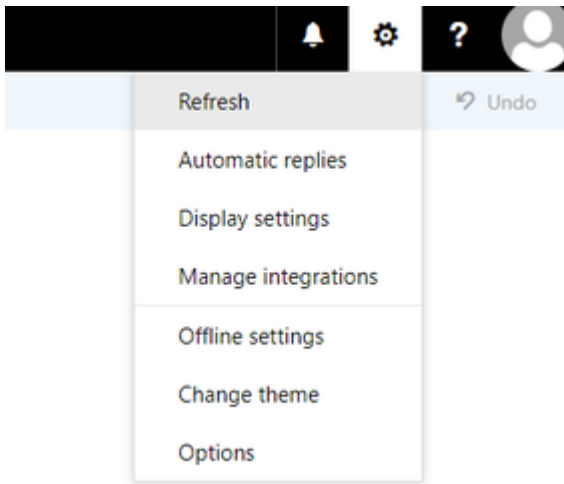 ?
Refresh
Undo
Automatic replies
Display settings
Manage integrations
Offline settings
Change theme
Options